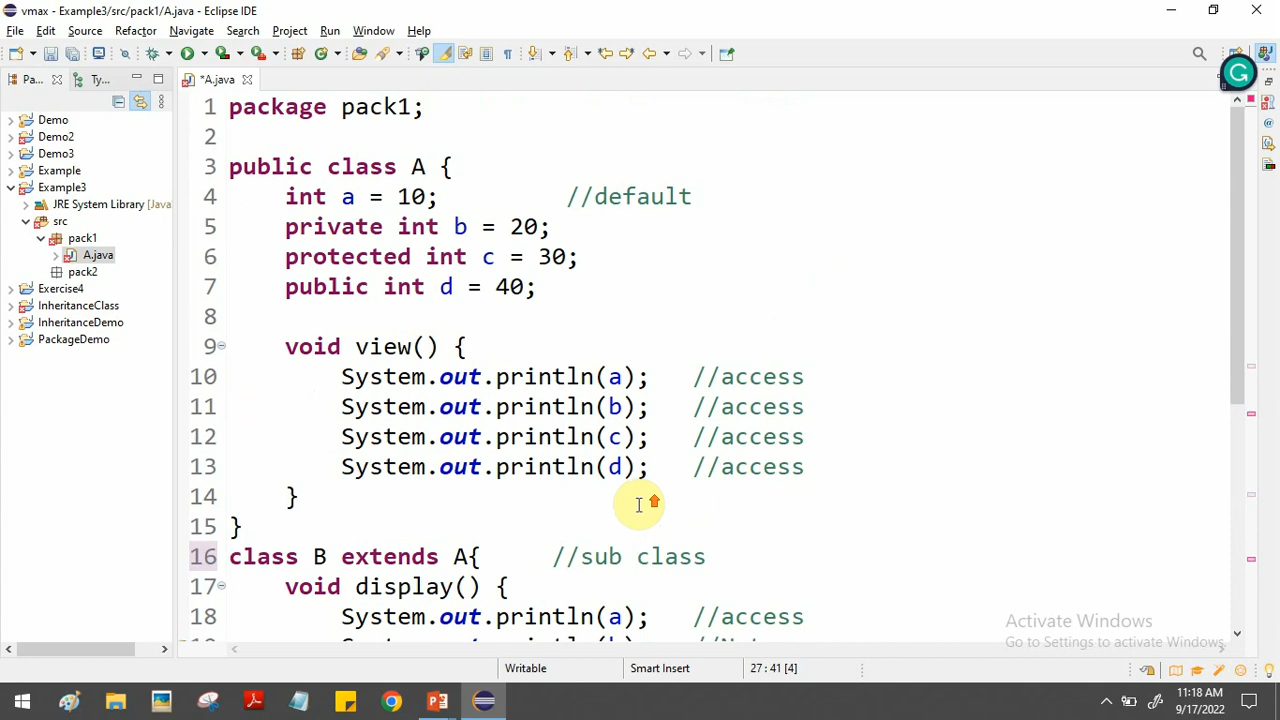 vmax - Example3/src/pack1/A.java - Eclipse IDE
File Edit Source Refactor Navigate Search Project Run Window Help
Pa... Ty... *A.java
Demo
Demo2
Demo3
Example
Example3
JRE System Library [Java
src
pack1
A.java
pack2
Exercise4
InheritanceClass
InheritanceDemo
PackageDemo
1 package pack1;
2
3 public class A {
4 int a = 10; //default
5 private int b = 20;
6 protected int c = 30;
7 public int d = 40;
8
9 void view() {
10 System.out.println(a); //access
11 System.out.println(b); //access
12 System.out.println(c); //access
13 System.out.println(d); //access
14 }
15 }
16 class B extends A{ //sub class
17 void display() {
18 System.out.println(a); //access
Activate Windows
Go to Settings to activate Windows.
Writable Smart Insert 27 : 41 [4]
11:18 AM
9/17/2022